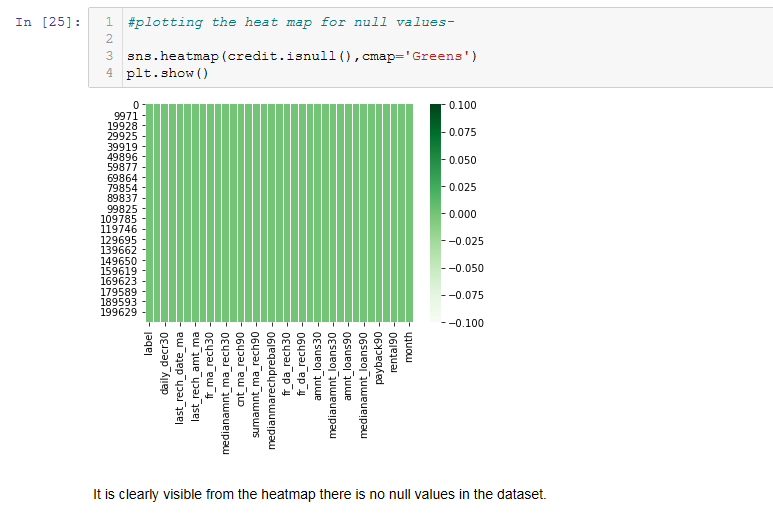 In [25]:
1 #plotting the heat map for null values-
2
3 sns.heatmap(credit.isnull(),cmap='Greens')
4 plt.show()
0
9971
19928
29925
39919
49896
59877
69864
79854
89837
99825
109785
119746
129695
139662
149650
159619
169623
179589
189593
199629
0.100
0.075
0.050
0.025
0.000
−0.025
−0.050
−0.075
−0.100
label
daily_decr30
last_rech_date_ma
last_rech_amt_ma
fr_ma_rech30
medianamnt_ma_rech30
cnt_ma_rech90
sumamnt_ma_rech90
medianmarechprebal90
fr_da_rech30
fr_da_rech90
amnt_loans30
medianamnt_loans30
amnt_loans90
medianamnt_loans90
payback90
rental90
month
It is clearly visible from the heatmap there is no null values in the dataset.